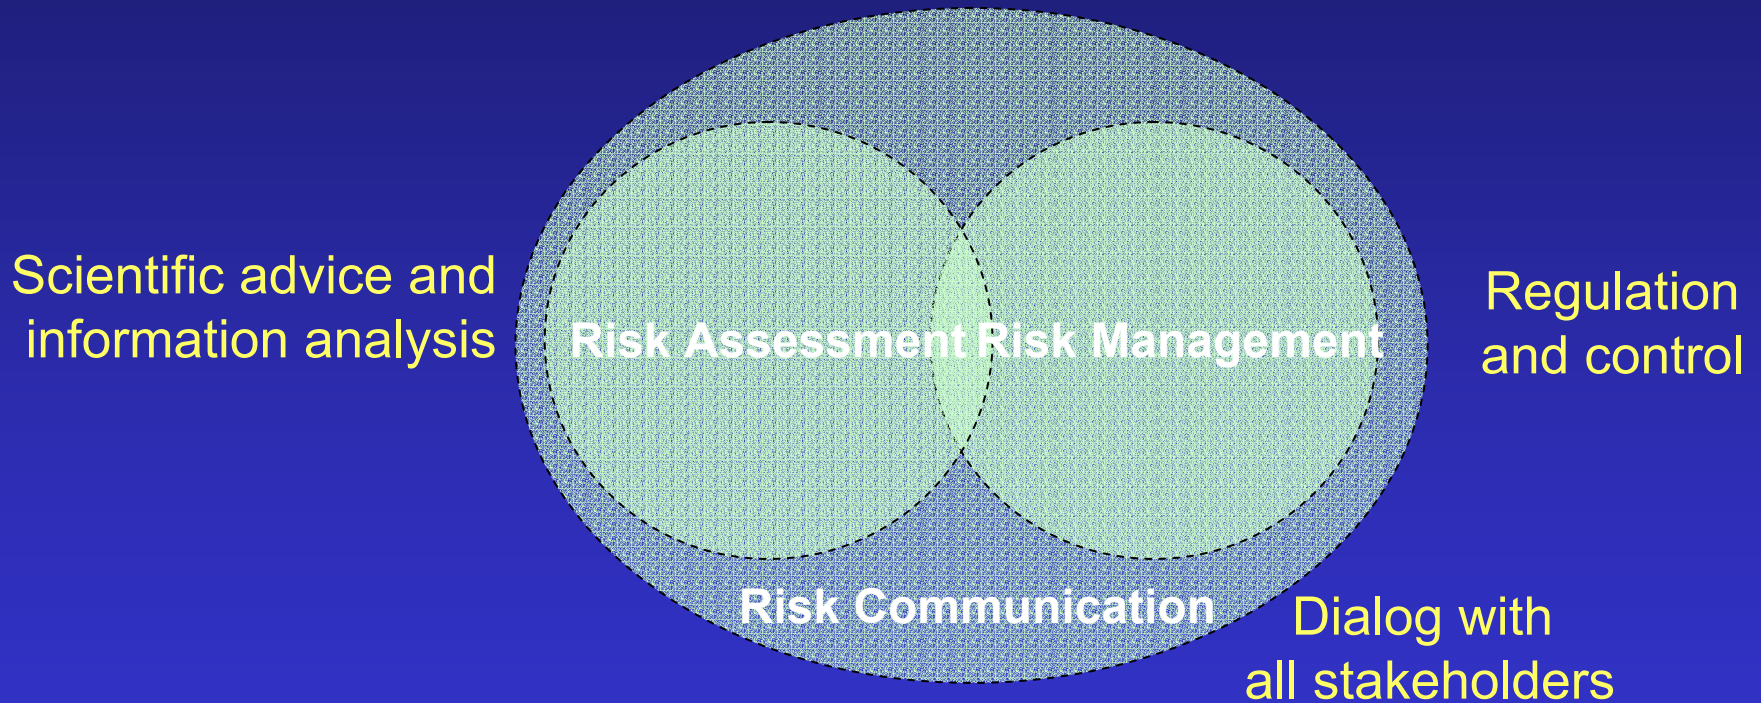 Scientific advice and
information analysis
Risk Assessment
Risk Management
Regulation
and control
Risk Communication
Dialog with
all stakeholders